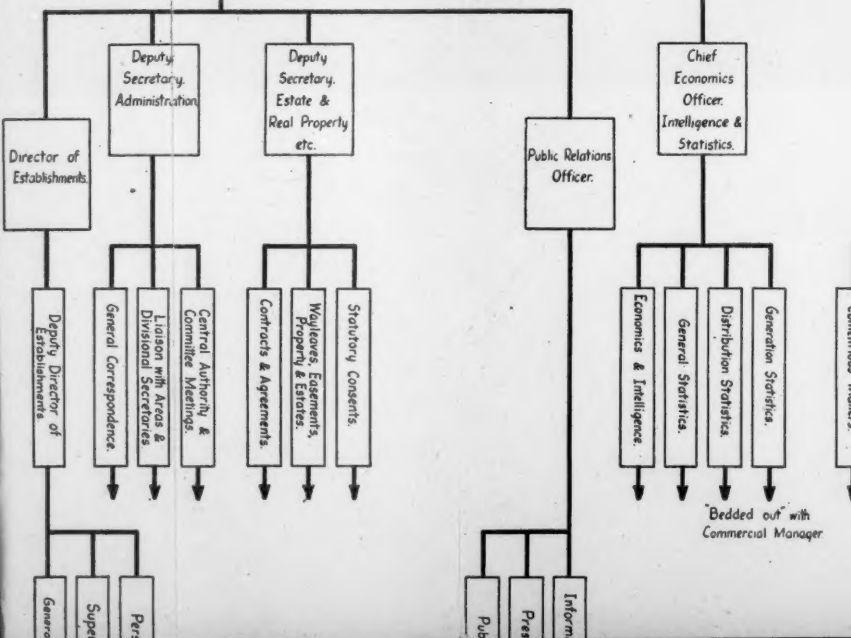 Deputy
Secretary.
Administration
Deputy
Secretary.
Estate &
Real Property
etc.
Chief
Economics
Officer.
Intelligence &
Statistics.
Director of
Establishments.
Public Relations
Officer.
Deputy Director of
Establishments
General Correspondence.
Liaison with Areas &
Divisional Secretaries.
Central Authority &
Committee Meetings.
Contracts & Agreements.
Wayleaves, Easements,
Property & Estates.
Statutory Consents.
Economics & Intelligence.
General Statistics.
Distribution Statistics.
Generation Statistics.
"Bedded out" with
Commercial Manager.